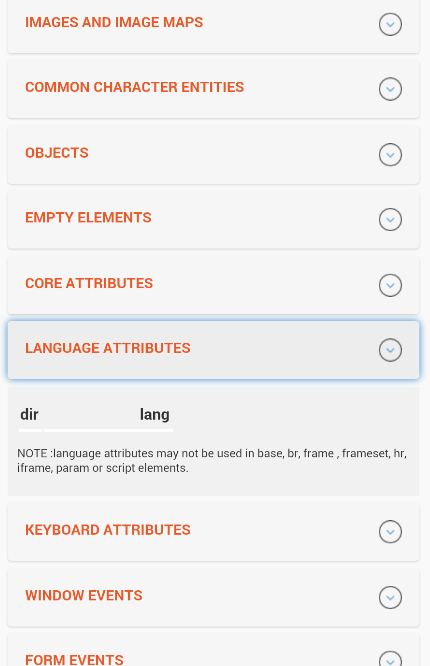 IMAGES AND IMAGE MAPS
COMMON CHARACTER ENTITIES
OBJECTS
EMPTY ELEMENTS
CORE ATTRIBUTES
LANGUAGE ATTRIBUTES
dir lang
NOTE :language attributes may not be used in base, br, frame , frameset, hr,
iframe, param or script elements.
KEYBOARD ATTRIBUTES
WINDOW EVENTS
FORM EVENTS